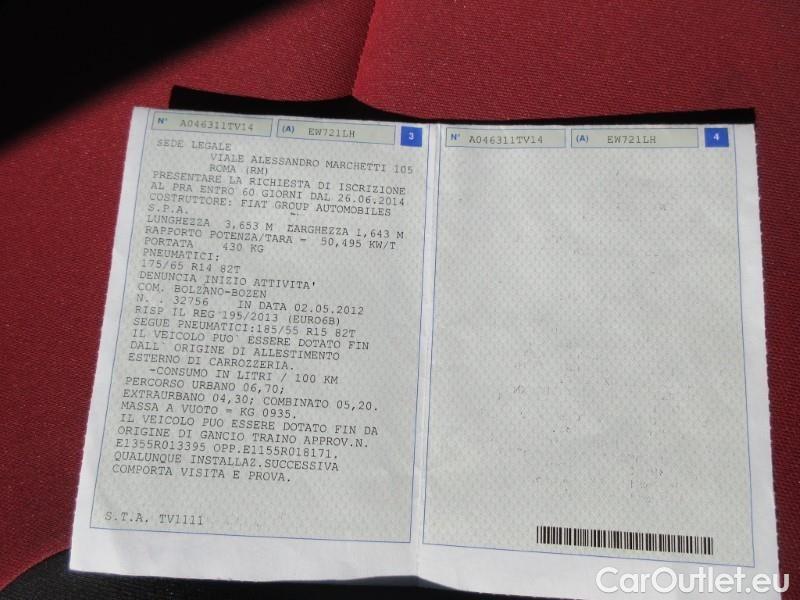 N° A046311TV14 (A) EW721LH 3
SEDE LEGALE
VIALE ALESSANDRO MARCHETTI 105
ROMA (RM)
PRESENTARE LA RICHIESTA DI ISCRIZIONE
AL PRA ENTRO 60 GIORNI DAL 26.06.2014
COSTRUTTORE: FIAT GROUP AUTOMOBILES
S.P.A.
LUNGHEZZA 3,653 M LARGHEZZA 1,643 M
RAPPORTO POTENZA/TARA = 50,495 KW/T
PORTATA 430 KG
PNEUMATICI:
175/65 R14 82T
DENUNCIA INIZIO ATTIVITA'
COM. BOLZANO-BOZEN
N. . 32756 IN DATA 02.05.2012
RISP IL REG 195/2013 (EURO6B)
SEGUE PNEUMATICI:185/55 R15 82T
IL VEICOLO PUO` ESSERE DOTATO FIN
DALL` ORIGINE DI ALLESTIMENTO
ESTERNO DI CARROZZERIA.
-CONSUMO IN LITRI / 100 KM
PERCORSO URBANO 06,70;
EXTRAURBANO 04,30; COMBINATO 05,20.
MASSA A VUOTO = KG 0935.
IL VEICOLO PUO ESSERE DOTATO FIN DA
ORIGINE DI GANCIO TRAINO APPROV.N.
E1355R013395 OPP.E1155R018171.
QUALUNQUE INSTALLAZ.SUCCESSIVA
COMPORTA VISITA E PROVA.
S.T.A. TV1111
N° A046311TV14 (A) EW721LH 4
CarOutlet.eu